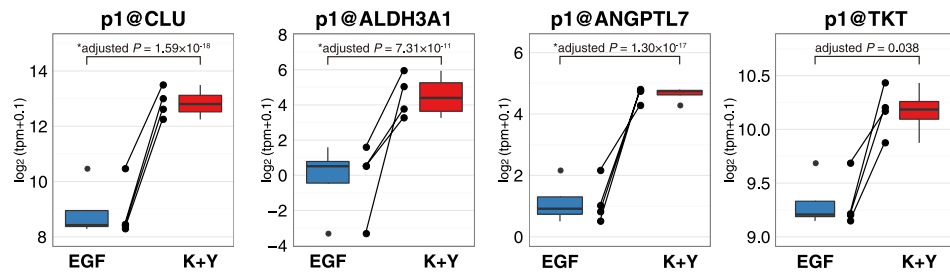 p1@CLU
*adjusted P = 1.59×10-18
log2 (tpm+0.1)
14
12
10
8
EGF K+Y
p1@ALDH3A1
*adjusted P = 7.31×10-11
log2 (tpm+0.1)
8
6
4
2
0
−2
−4
EGF K+Y
p1@ANGPTL7
*adjusted P = 1.30×10-17
log2 (tpm+0.1)
6
4
2
0
EGF K+Y
p1@TKT
adjusted P = 0.038
log2 (tpm+0.1)
10.5
10.0
9.5
9.0
EGF K+Y